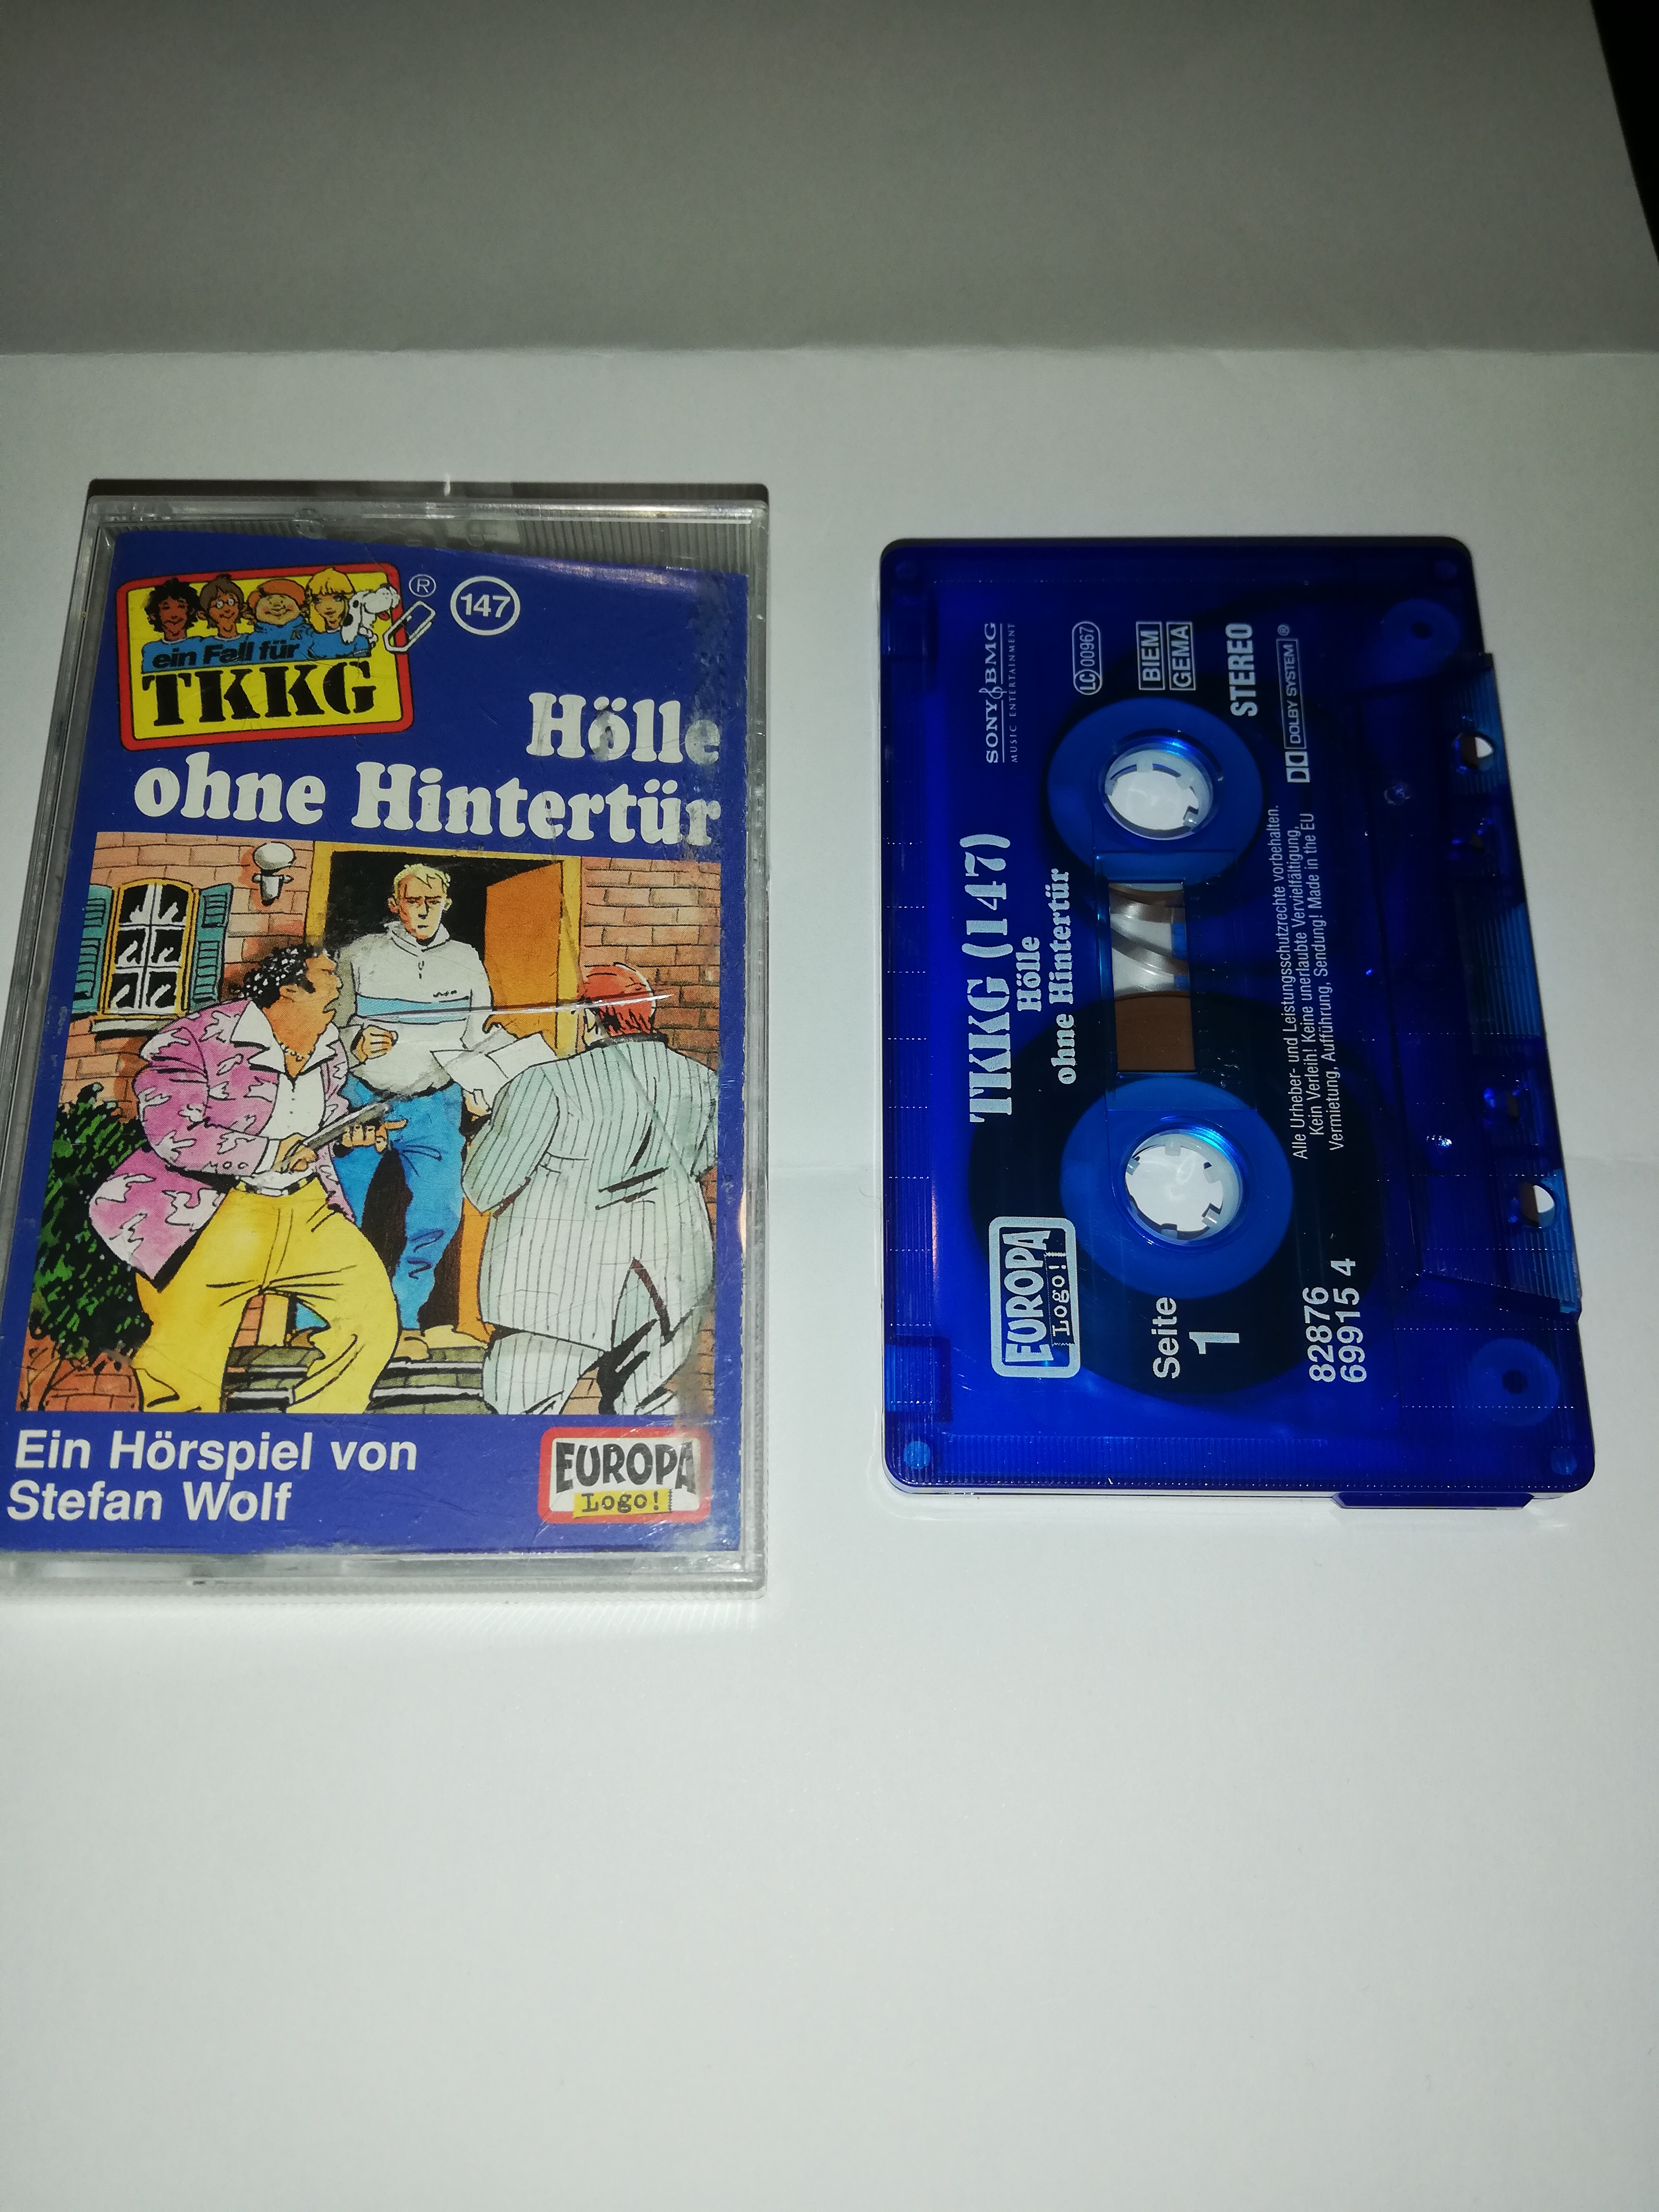 ein Fall für
TKKG
®
147
Hölle
ohne Hintertür
Ein Hörspiel von
Stefan Wolf
EUROPA
Logo!
EUROPA
Logo!
TKKG (147)
Hölle
ohne Hintertür
SONY BMG
MUSIC ENTERTAINMENT
LC 00967
BIEM
GEMA
STEREO
DOLBY SYSTEM ®
Seite
1
82876
69915 4
Alle Urheber- und Leistungsschutzrechte vorbehalten.
Kein Verleih! Keine unerlaubte Vervielfältigung,
Vermietung, Aufführung, Sendung! Made in the EU